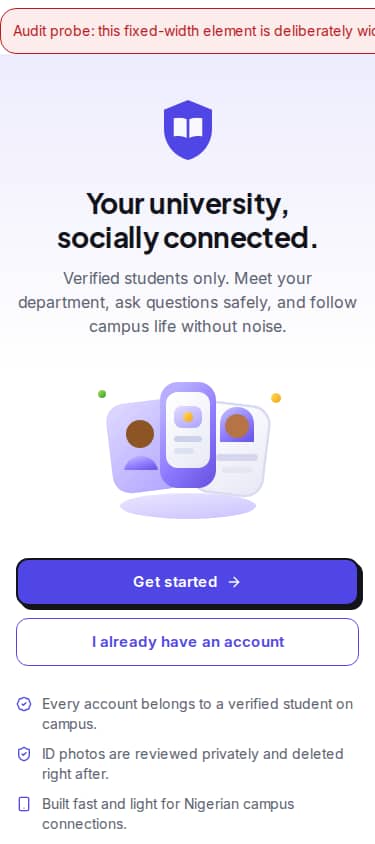 Audit probe: this fixed-width element is deliberately
Your university,
socially connected.
Verified students only. Meet your
department, ask questions safely, and follow
campus life without noise.
Get started
I already have an account
Every account belongs to a verified student on
campus.
ID photos are reviewed privately and deleted
right after.
Built fast and light for Nigerian campus
connections.